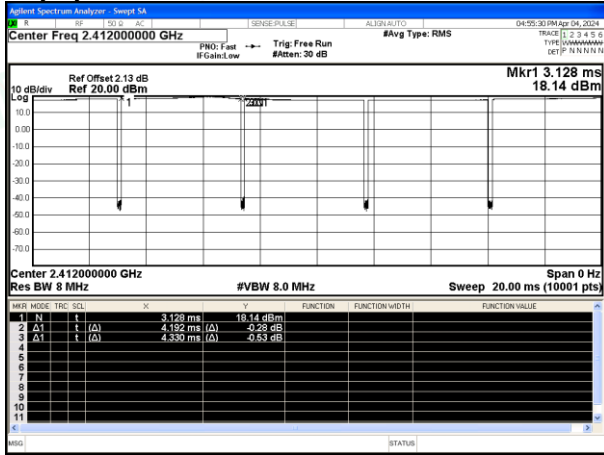 Agilent Spectrum Analyzer - Swept SA
R RF 50 Ω AC SENSE:PULSE ALIGNAUTO 04:55:30 PM Apr 04, 2024
Center Freq 2.412000000 GHz #Avg Type: RMS TRACE 1 2 3 4 5 6
PNO: Fast Trig: Free Run TYPE WWWWWW
IFGain:Low #Atten: 30 dB DET P N N N N N
Mkr1 3.128 ms
Ref Offset 2.13 dB
10 dB/div Ref 20.00 dBm 18.14 dBm
Log
1
10.0
0.00
-10.0
-20.0
-30.0
-40.0
-50.0
-60.0
-70.0
Center 2.412000000 GHz Span 0 Hz
Res BW 8 MHz #VBW 8.0 MHz Sweep 20.00 ms (10001 pts)
MKR MODE TRC SCL X Y FUNCTION FUNCTION WIDTH FUNCTION VALUE
1 N t 3.128 ms 18.14 dBm
2 Δ1 t (Δ) 4.192 ms (Δ) -0.28 dB
3 Δ1 t (Δ) 4.330 ms (Δ) -0.53 dB
4
5
6
7
8
9
10
11
MSG STATUS